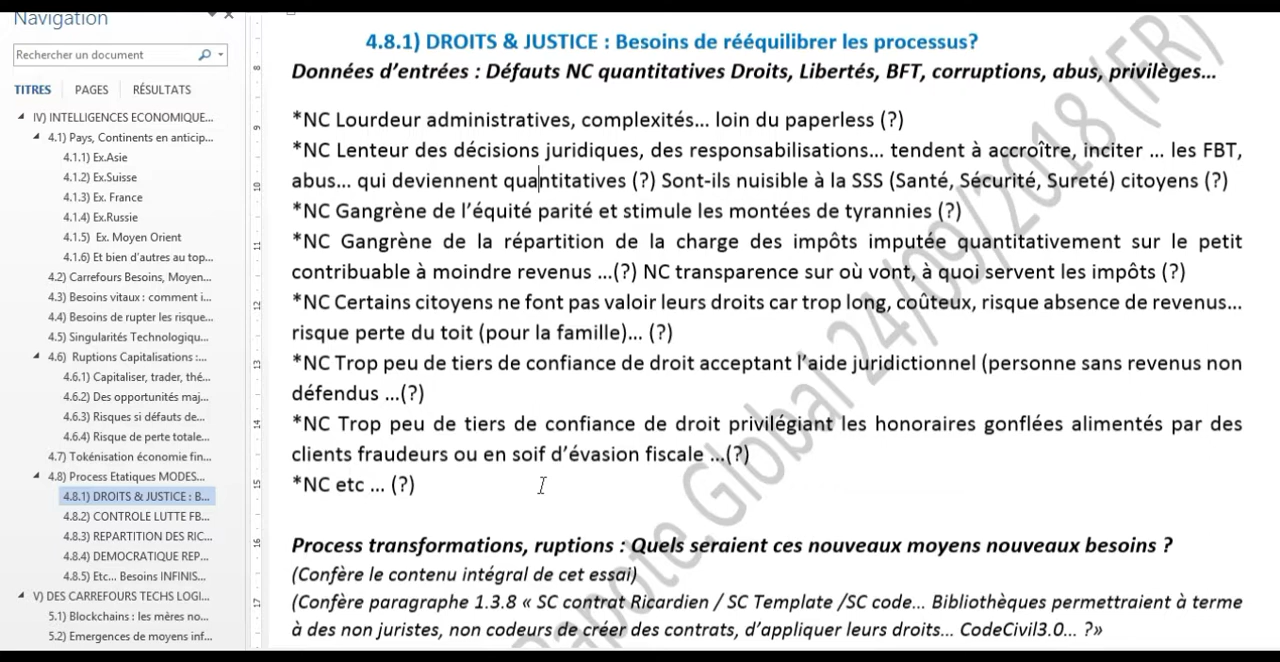 Navigation
Rechercher un document
TITRES PAGES RÉSULTATS
IV) INTELLIGENCES ECONOMIQUE...
4.1) Pays, Continents en anticip...
4.1.1) Ex.Asie
4.1.2) Ex.Suisse
4.1.3) Ex. France
4.1.4) Ex.Russie
4.1.5) Ex. Moyen Orient
4.1.6) Et bien d'autres au top...
4.2) Carrefours Besoins, Moyen...
4.3) Besoins vitaux : comment i...
4.4) Besoins de rupter les risque...
4.5) Singularités Technologiqu...
4.6) Ruptions Capitalisations :...
4.6.1) Capitaliser, trader, thé...
4.6.2) Des opportunités maj...
4.6.3) Risques si défauts de...
4.6.4) Risque de perte totale...
4.7) Tokénisation économie fin...
4.8) Process Etatiques MODES...
4.8.1) DROITS & JUSTICE : B...
4.8.2) CONTROLE LUTTE FB...
4.8.3) REPARTITION DES RIC...
4.8.4) DEMOCRATIQUE REP...
4.8.5) Etc... Besoins INFINIS...
V) DES CARREFOURS TECHS LOGI...
5.1) Blockchains : les mères no...
5.2) Emergences de moyens inf...
8
9
10
11
12
13
14
15
16
17
4.8.1) DROITS & JUSTICE : Besoins de rééquilibrer les processus?
Données d'entrées : Défauts NC quantitatives Droits, Libertés, BFT, corruptions, abus, privilèges...
*NC Lourdeur administratives, complexités... loin du paperless (?)
*NC Lenteur des décisions juridiques, des responsabilisations... tendent à accroître, inciter ... les FBT,
abus... qui deviennent quantitatives (?) Sont-ils nuisible à la SSS (Santé, Sécurité, Sureté) citoyens (?)
*NC Gangrène de l'équité parité et stimule les montées de tyrannies (?)
*NC Gangrène de la répartition de la charge des impôts imputée quantitativement sur le petit
contribuable à moindre revenus ...(?) NC transparence sur où vont, à quoi servent les impôts (?)
*NC Certains citoyens ne font pas valoir leurs droits car trop long, coûteux, risque absence de revenus...
risque perte du toit (pour la famille)... (?)
*NC Trop peu de tiers de confiance de droit acceptant l'aide juridictionnel (personne sans revenus non
défendus ...(?)
*NC Trop peu de tiers de confiance de droit privilégiant les honoraires gonflées alimentés par des
clients fraudeurs ou en soif d'évasion fiscale ...(?)
*NC etc ... (?)
Process transformations, ruptions : Quels seraient ces nouveaux moyens nouveaux besoins ?
(Confère le contenu intégral de cet essai)
(Confère paragraphe 1.3.8 « SC contrat Ricardien / SC Template /SC code... Bibliothèques permettraient à terme
à des non juristes, non codeurs de créer des contrats, d'appliquer leurs droits... CodeCivil3.0... ?»
apote.Global 24/09/2018 (FR)